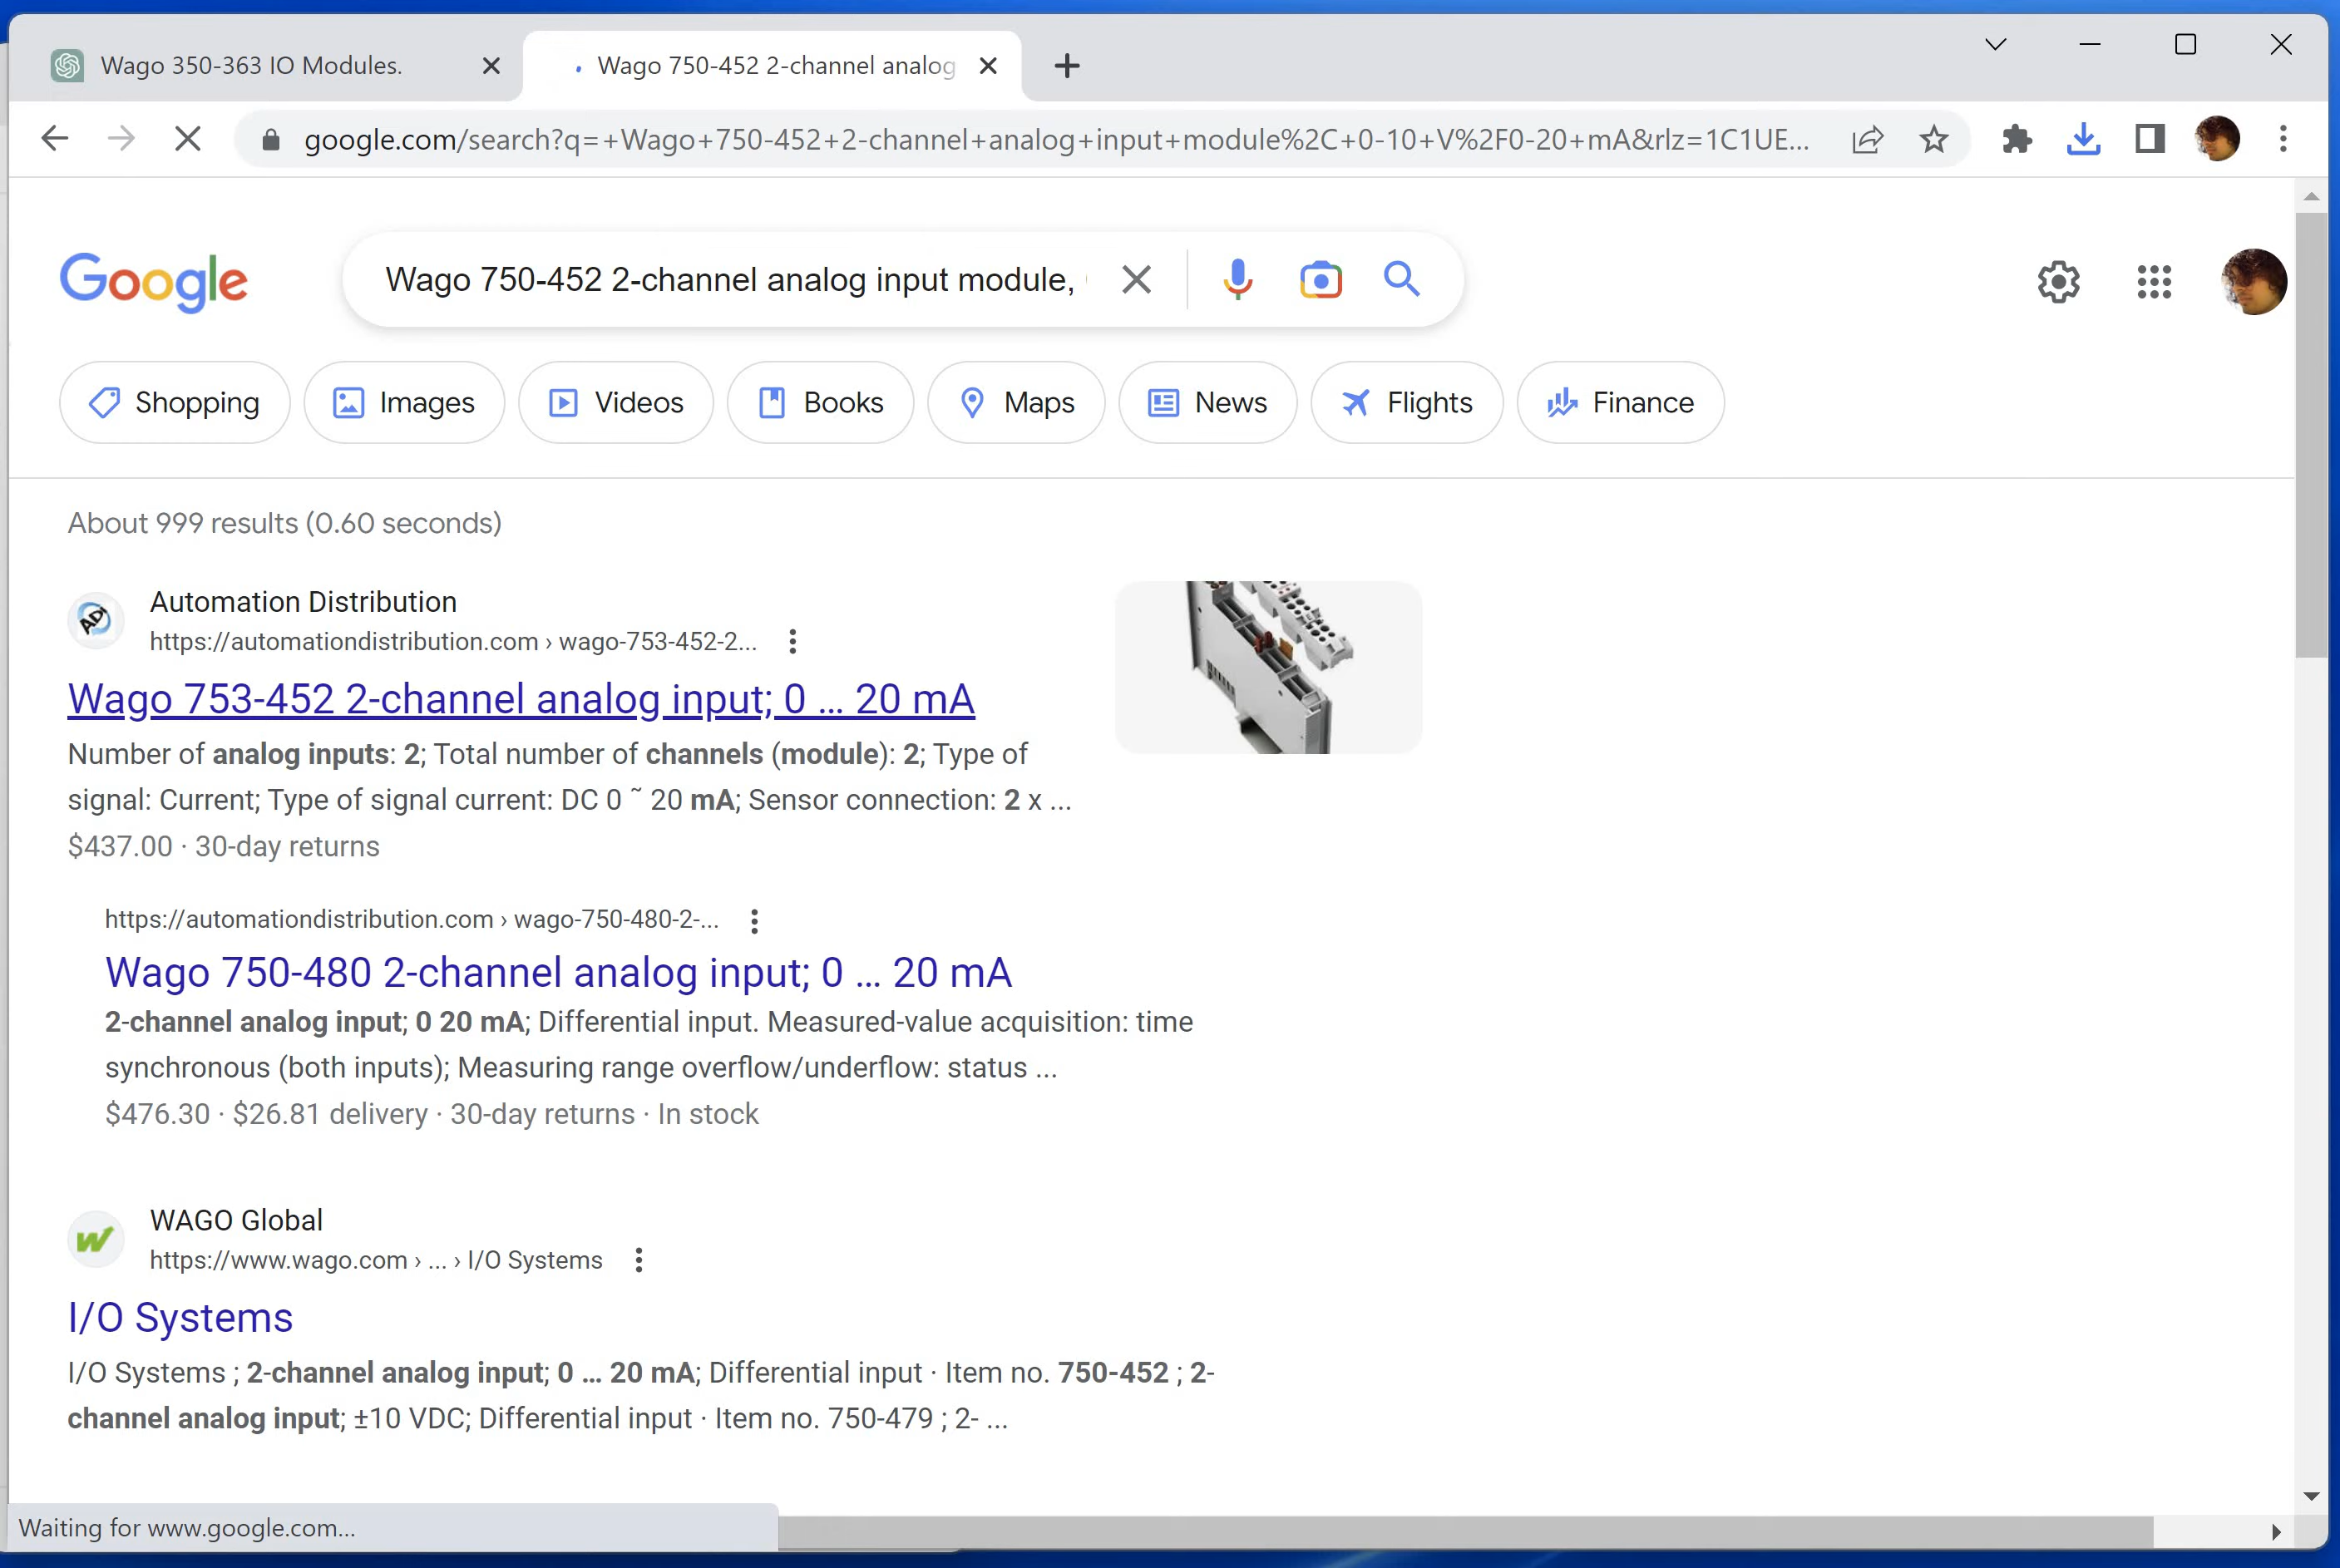 Wago 350-363 IO Modules.
Wago 750-452 2-channel analog
google.com/search?q=+Wago+750-452+2-channel+analog+input+module%2C+0-10+V%2F0-20+mA&rlz=1C1UE...
Google
Wago 750-452 2-channel analog input module,
Shopping
Images
Videos
Books
Maps
News
Flights
Finance
About 999 results (0.60 seconds)
AD
Automation Distribution
https://automationdistribution.com › wago-753-452-2...
Wago 753-452 2-channel analog input; 0 ... 20 mA
Number of analog inputs: 2; Total number of channels (module): 2; Type of
signal: Current; Type of signal current: DC 0 ˜ 20 mA; Sensor connection: 2 x ...
$437.00 · 30-day returns
https://automationdistribution.com › wago-750-480-2-...
Wago 750-480 2-channel analog input; 0 ... 20 mA
2-channel analog input; 0 20 mA; Differential input. Measured-value acquisition: time
synchronous (both inputs); Measuring range overflow/underflow: status ...
$476.30 · $26.81 delivery · 30-day returns · In stock
W
WAGO Global
https://www.wago.com › ... › I/O Systems
I/O Systems
I/O Systems ; 2-channel analog input; 0 ... 20 mA; Differential input · Item no. 750-452 ; 2-
channel analog input; ±10 VDC; Differential input · Item no. 750-479 ; 2- ...
Waiting for www.google.com...